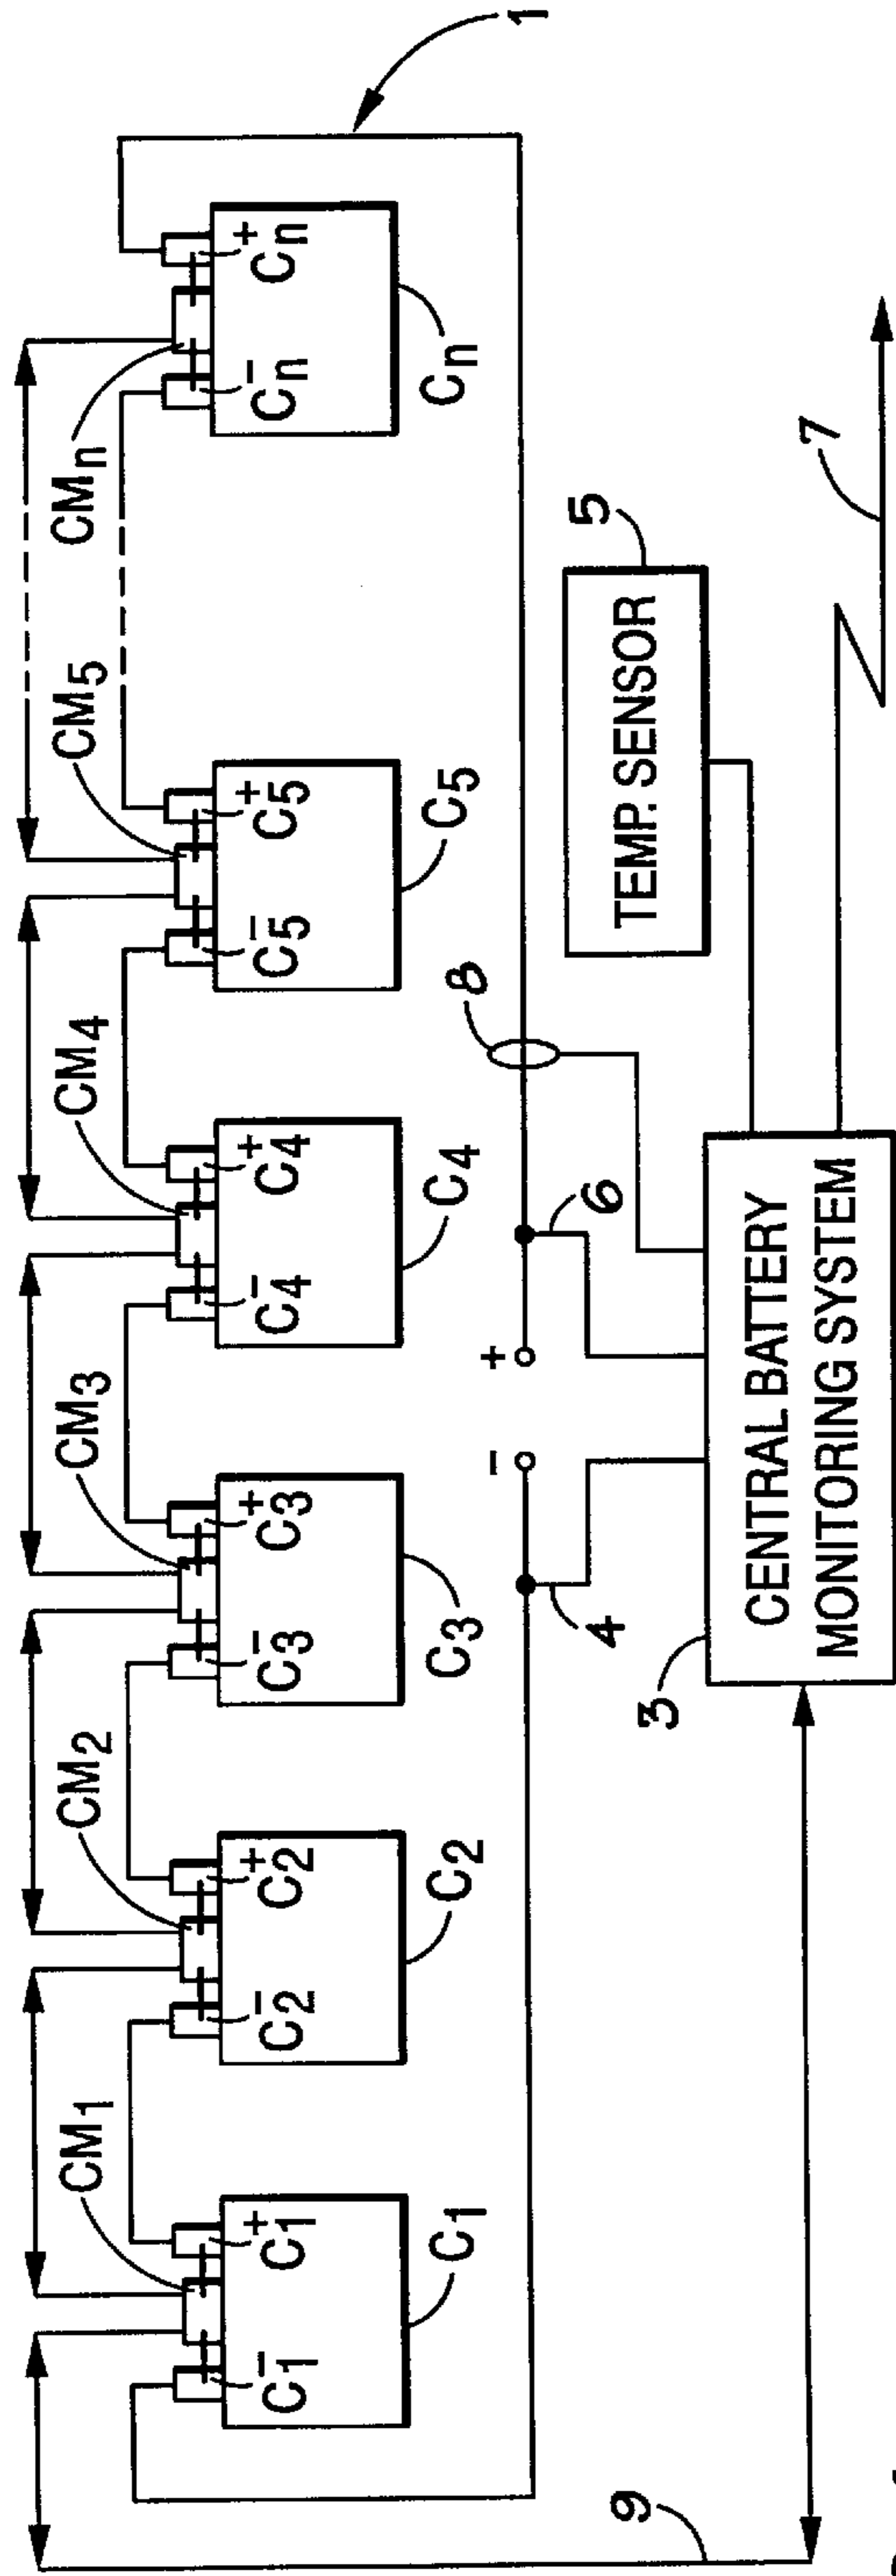 1
CM₁
CM₂
CM₃
CM₄
CM₅
CMₙ
C₁⁻ C₁⁺
C₂⁻ C₂⁺
C₃⁻ C₃⁺
C₄⁻ C₄⁺
C₅⁻ C₅⁺
Cₙ⁻ Cₙ⁺
C₁
C₂
C₃
C₄
C₅
Cₙ
− +
4
6
8
5
TEMP. SENSOR
3
CENTRAL BATTERY
MONITORING SYSTEM
7
9